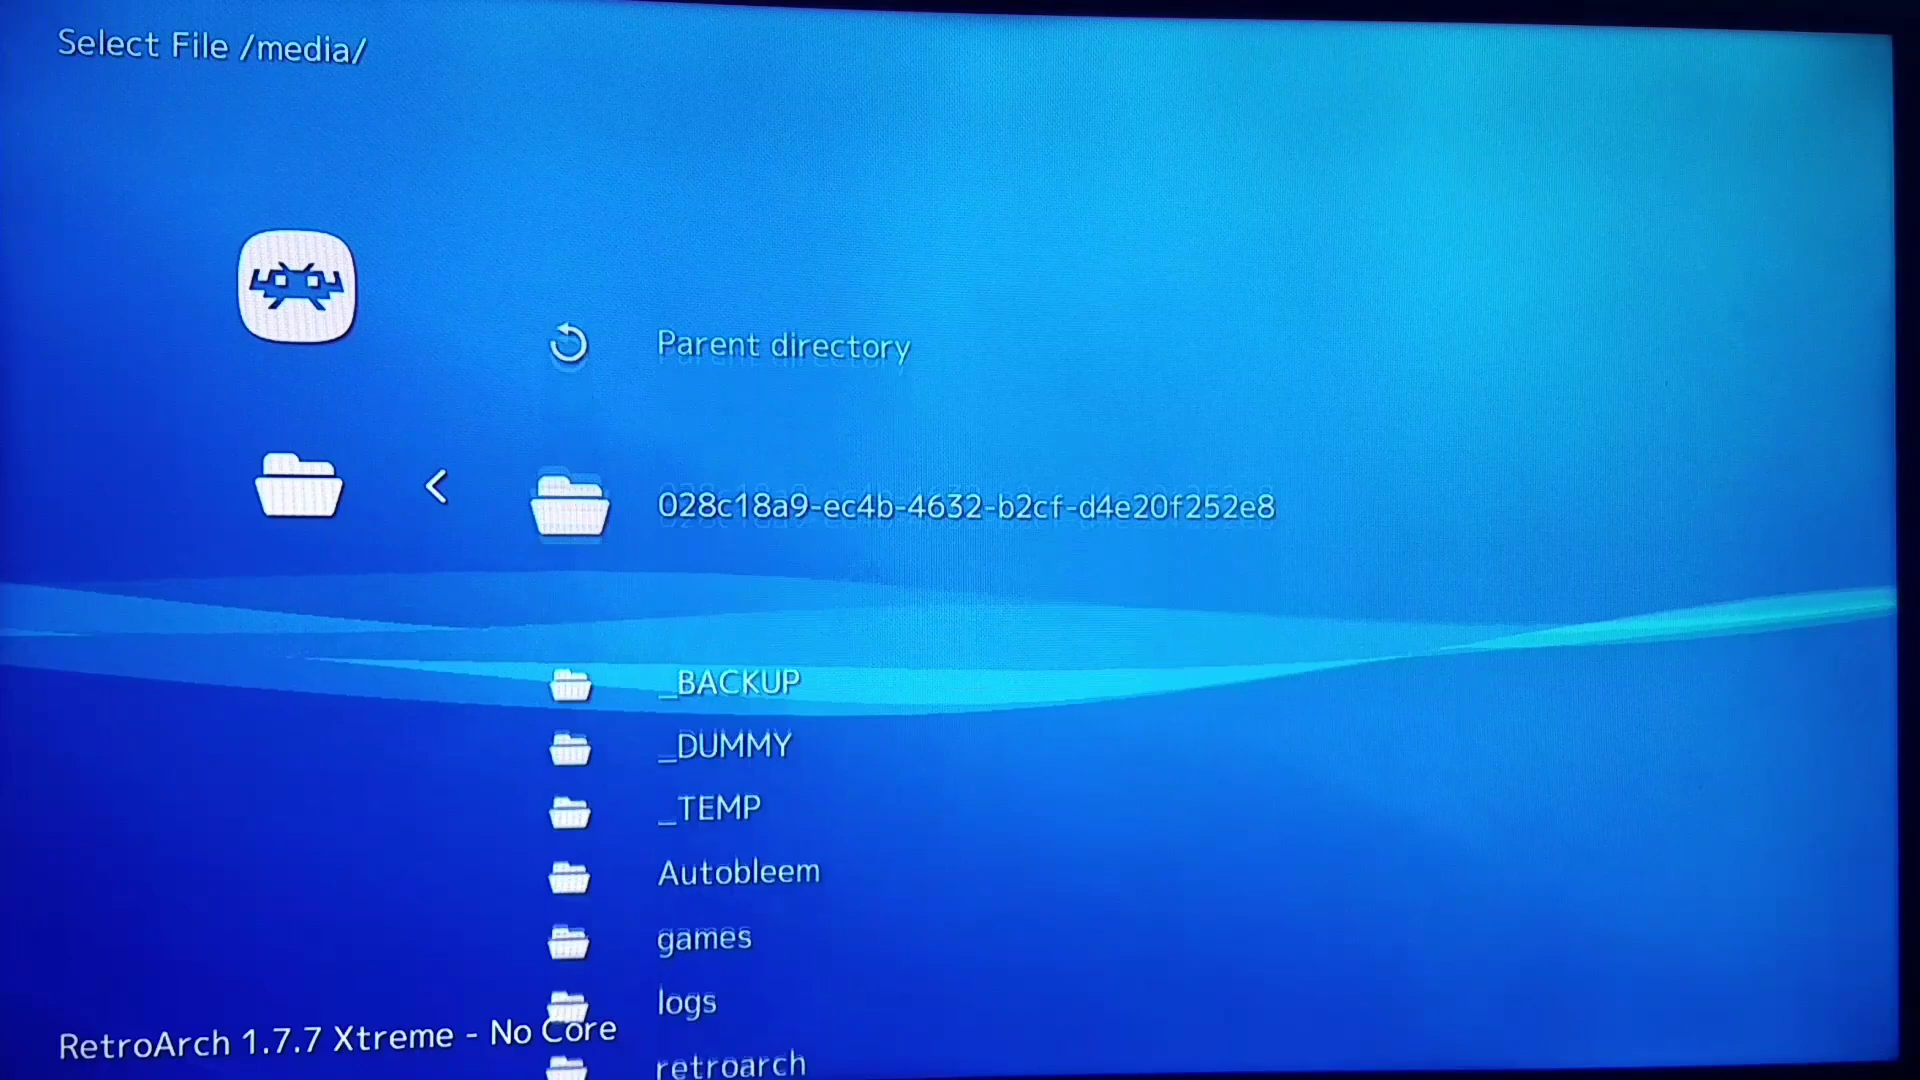 Select File /media/
Parent directory
028c18a9-ec4b-4632-b2cf-d4e20f252e8
_BACKUP
_DUMMY
_TEMP
Autobleem
games
logs
retroarch
RetroArch 1.7.7 Xtreme - No Core